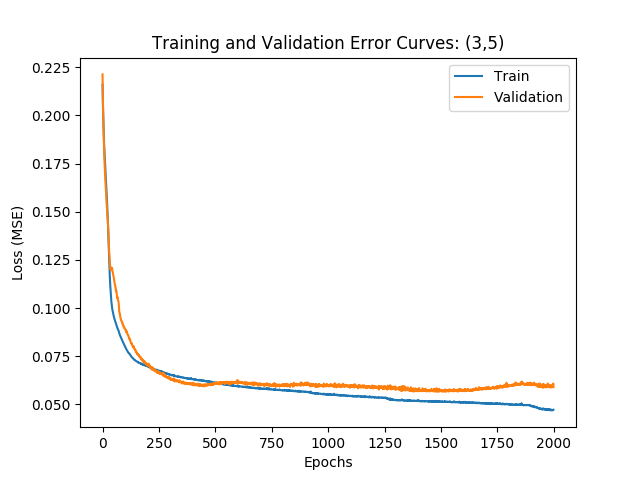 Training and Validation Error Curves: (3,5)
Train
Validation
0.225
0.200
0.175
0.150
0.125
0.100
0.075
0.050
Loss (MSE)
0 250 500 750 1000 1250 1500 1750 2000
Epochs